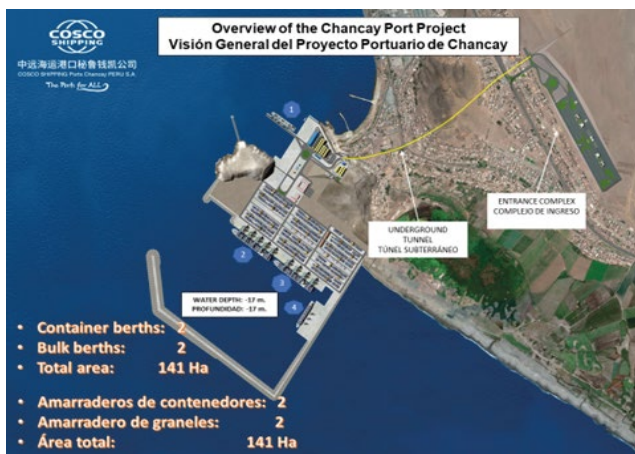 COSCO
SHIPPING
中远海运港口秘鲁钱凯公司
COSCO SHIPPING Ports Chancay PERU S.A.
The Ports for ALL
Overview of the Chancay Port Project
Visión General del Proyecto Portuario de Chancay
1
ENTRANCE COMPLEX
COMPLEJO DE INGRESO
UNDERGROUND
TUNNEL
TÚNEL SUBTERRÁNEO
2
3
4
WATER DEPTH: -17 m.
PROFUNDIDAD: -17 m.
• Container berths: 2
• Bulk berths: 2
• Total area: 141 Ha
• Amarraderos de contenedores: 2
• Amarradero de graneles: 2
• Área total: 141 Ha